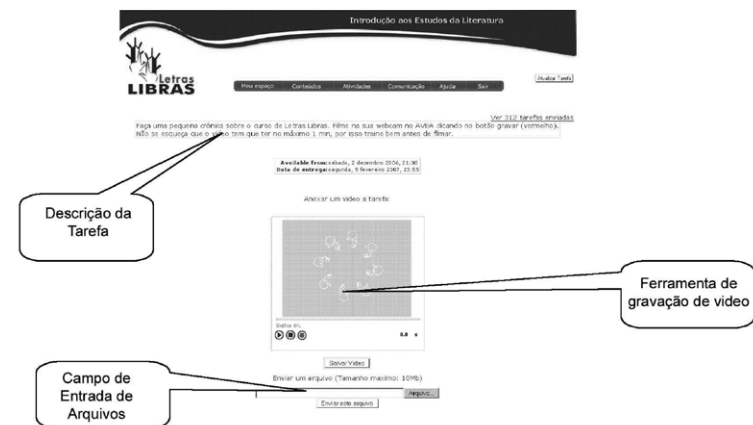 Introdução aos Estudos da Literatura
Letras
LIBRAS
Meu espaço Conteúdos Atividades Comunicação Ajuda Sair
Atualizar Tarefa
Ver 312 tarefas enviadas
Faça uma pequena crônica sobre o curso de Letras Libras. Filme na sua webcam no AVEA clicando no botão gravar (vermelho).
Não se esqueça que o vídeo tem que ter no máximo 1 min, por isso treine bem antes de filmar.
Available from: sábado, 2 dezembro 2006, 21:30
Data de entrega: segunda, 5 fevereiro 2007, 23:55
Descrição da
Tarefa
Anexar um vídeo a tarefa:
Ferramenta de
gravação de video
0.0 s
Salvar Video
Enviar um arquivo (Tamanho máximo: 10Mb)
Campo de
Entrada de
Arquivos
Arquivo...
Enviar este arquivo